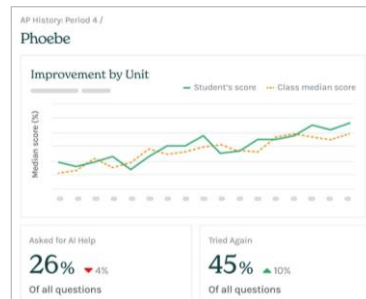 AP History: Period 4 /
Phoebe
Improvement by Unit
Student's score
Class median score
Median score (%)
Asked for AI Help
26% 4%
Of all questions
Tried Again
45% 10%
Of all questions